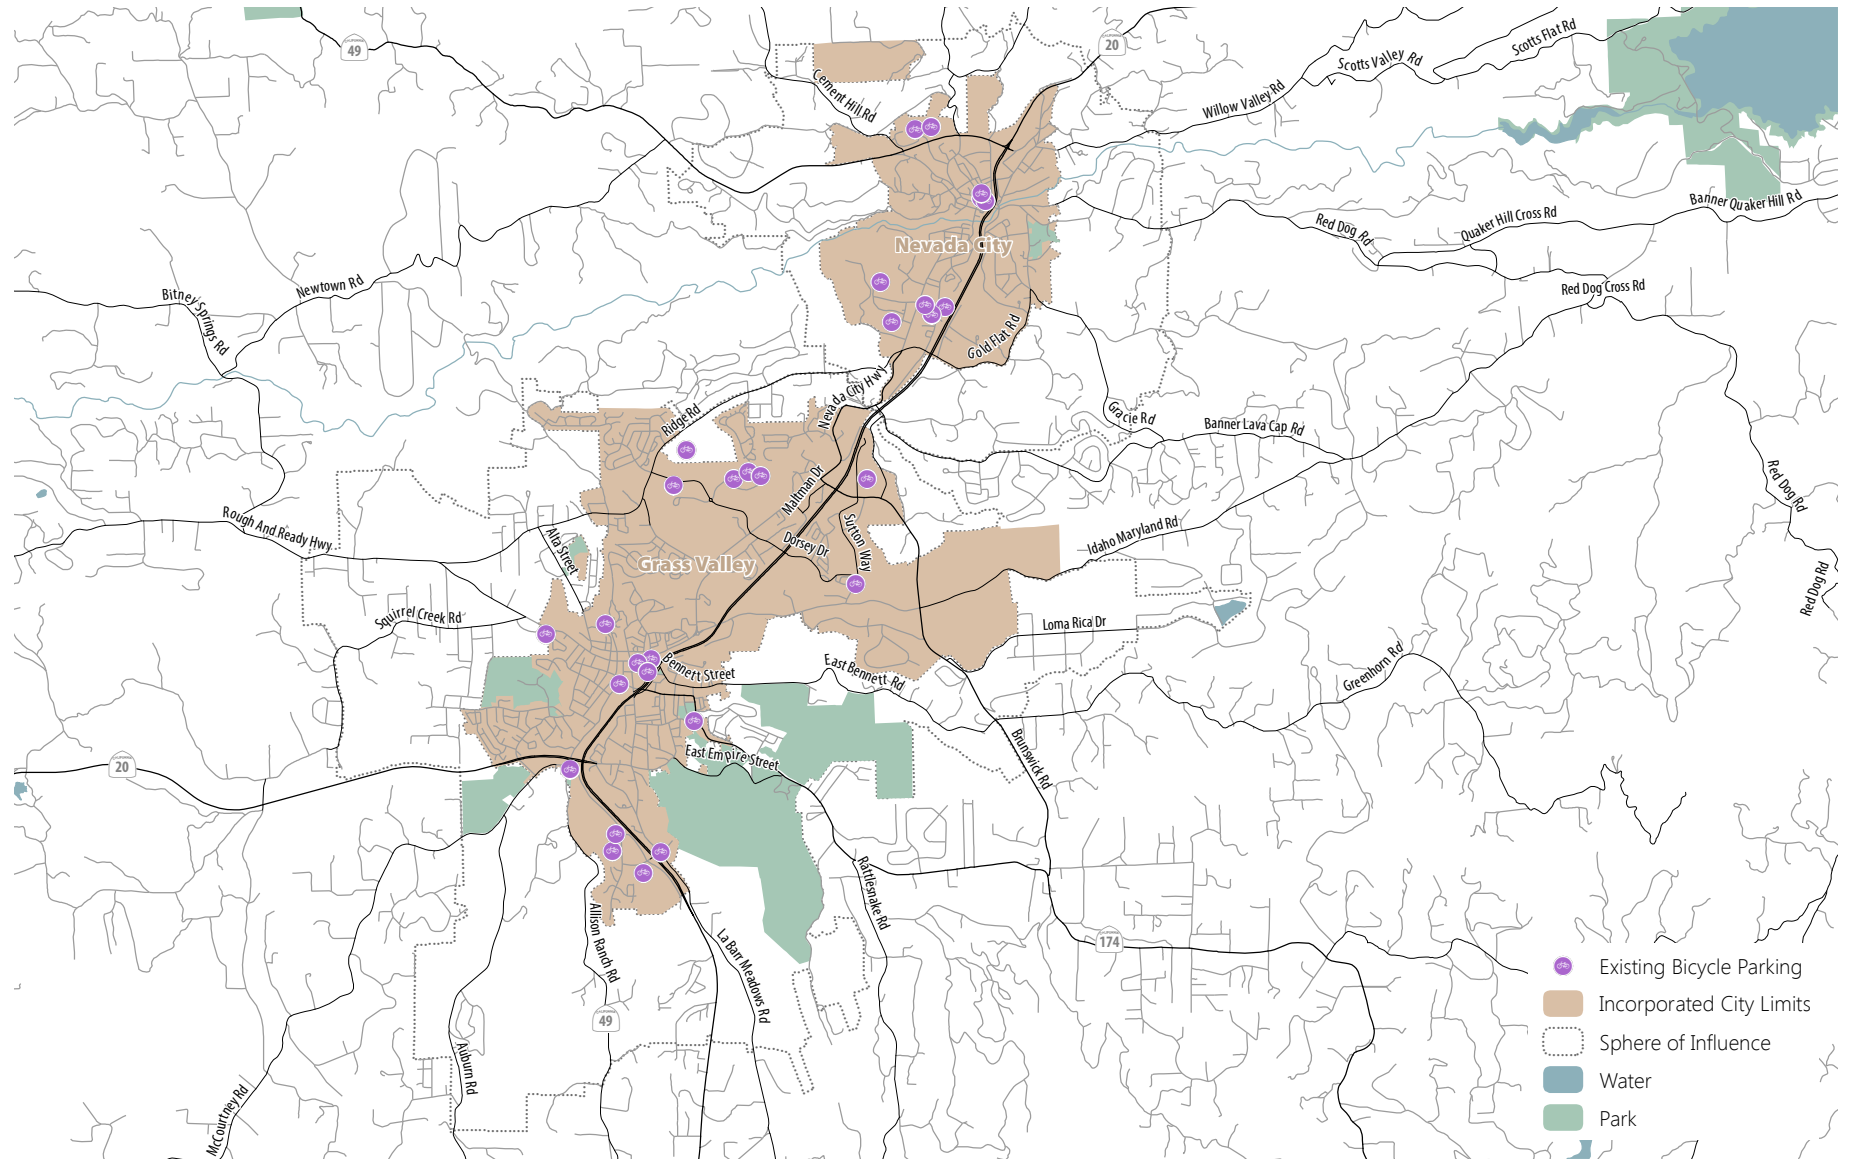 CALIFORNIA
49
CALIFORNIA
20
Scotts Flat Rd
Scotts Valley Rd
Cement Hill Rd
Willow Valley Rd
Banner Quaker Hill Rd
Quaker Hill Cross Rd
Red Dog Rd
Nevada City
Newtown Rd
Bitney Springs Rd
Red Dog Cross Rd
Gold Flat Rd
Nevada City Hwy
Ridge Rd
Gracie Rd
Banner Lava Cap Rd
Maltman Dr
Red Dog Rd
Rough And Ready Hwy
Alta Street
Dorsey Dr
Sutton Way
Idaho Maryland Rd
Grass Valley
Red Dog Rd
Squirrel Creek Rd
Loma Rica Dr
Bennett Street
East Bennett Rd
Greenhorn Rd
East Empire Street
Brunswick Rd
CALIFORNIA
20
Rattlesnake Rd
Allison Ranch Rd
La Barr Meadows Rd
CALIFORNIA
174
CALIFORNIA
49
Auburn Rd
McCourtney Rd
Existing Bicycle Parking
Incorporated City Limits
Sphere of Influence
Water
Park